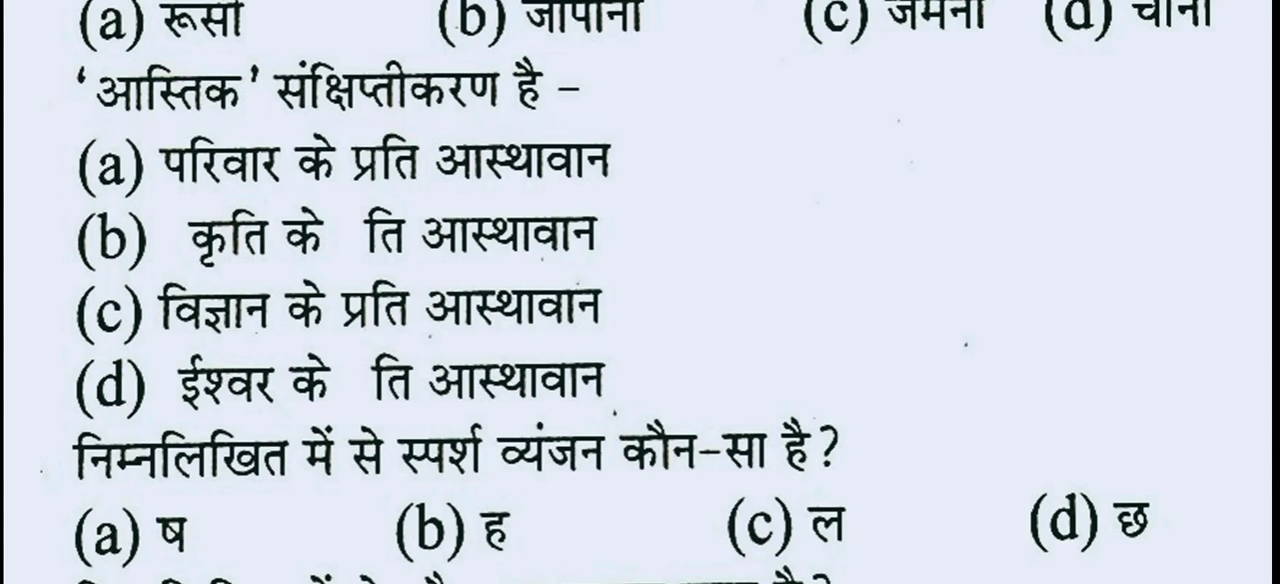 (a) रूसी (b) जापानी (c) जर्मनी (d) चीनी
‘आस्तिक’ संक्षिप्तीकरण है –
(a) परिवार के प्रति आस्थावान
(b) कृति के ति आस्थावान
(c) विज्ञान के प्रति आस्थावान
(d) ईश्वर के ति आस्थावान
निम्नलिखित में से स्पर्श व्यंजन कौन-सा है?
(a) ष (b) ह (c) ल (d) छ